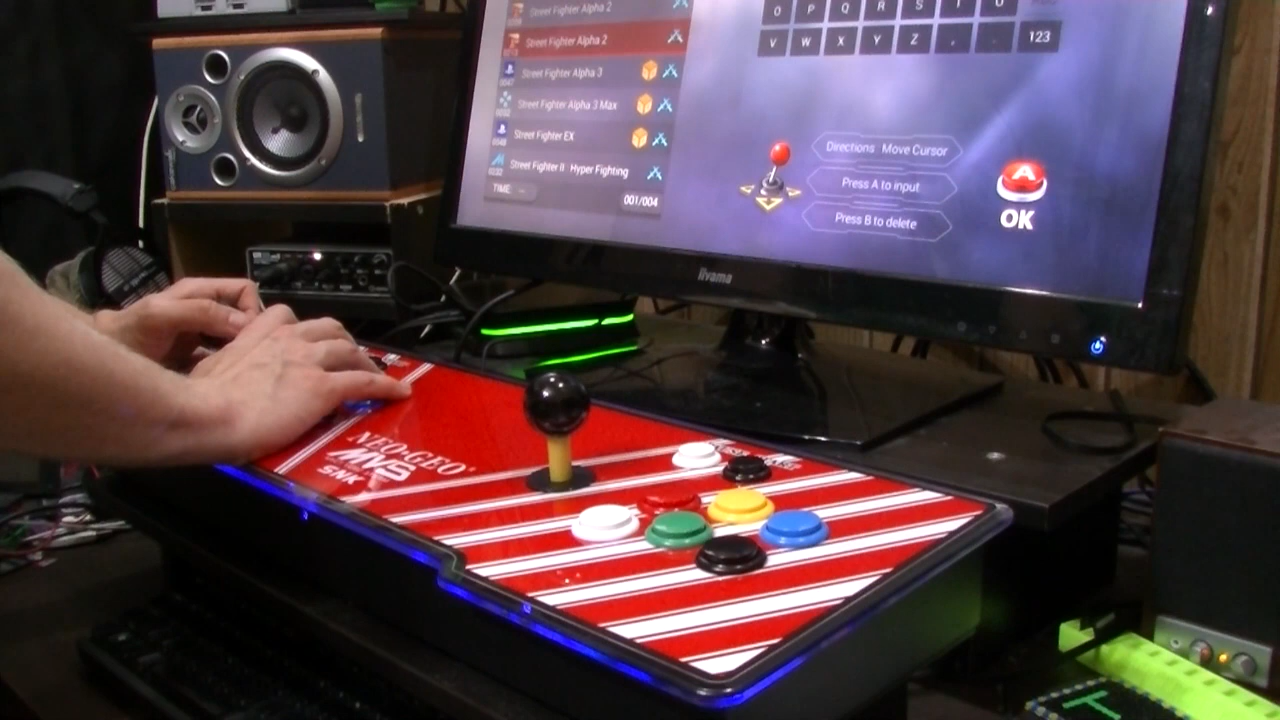 Street Fighter Alpha 2
Street Fighter Alpha 2
Street Fighter Alpha 3
Street Fighter Alpha 3 Max
Street Fighter EX
Street Fighter II Hyper Fighting
TIME: --
001/004
O P Q R S T U
V W X Y Z , . 123
Directions Move Cursor
Press A to input
Press B to delete
A
OK
iiyama
NEO·GEO
MVS
SNK